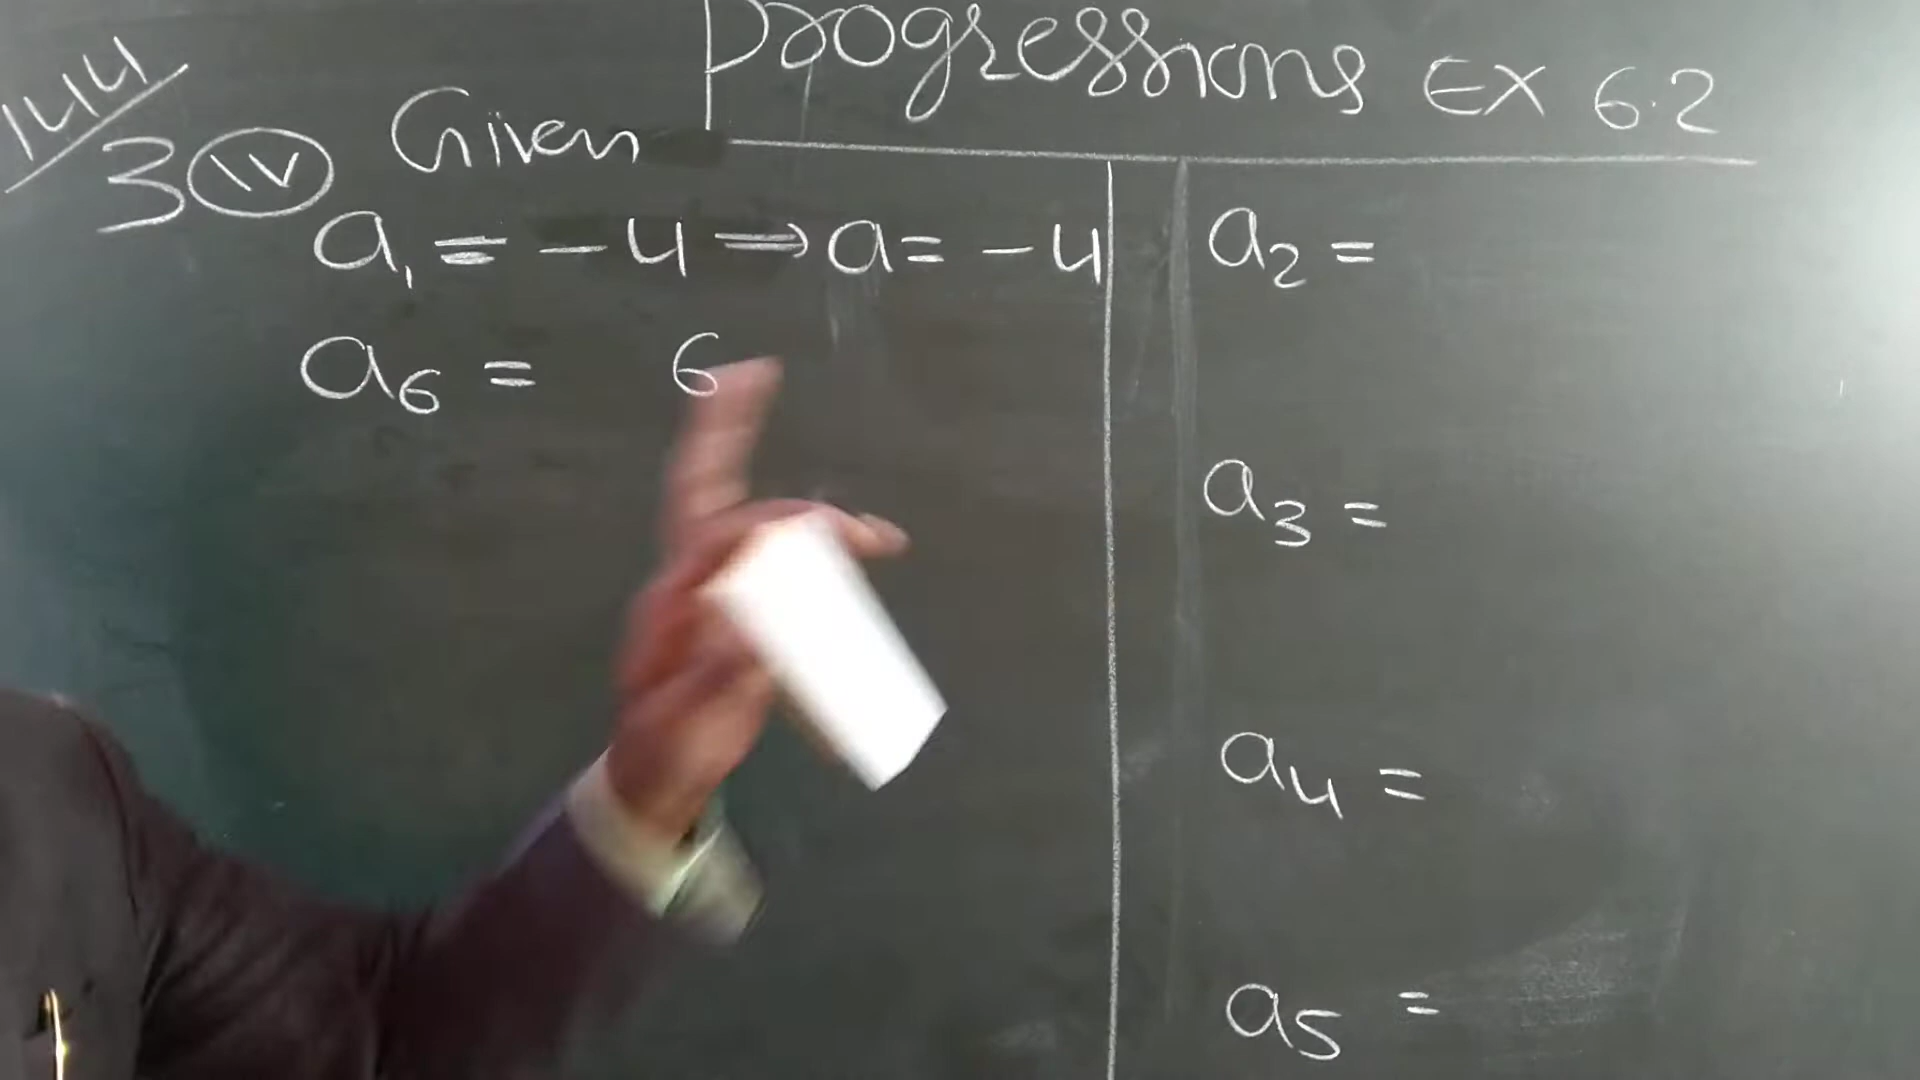 Progressions EX 6.2
144
3 (iv) Given
a₁ = -4 ⇒ a = -4
a₆ = 6
a₂ =
a₃ =
a₄ =
a₅ =